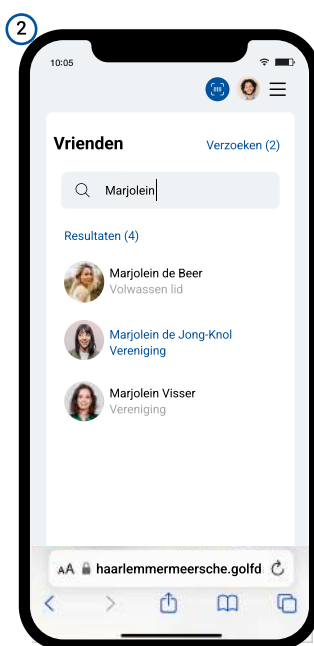 2
10:05
Vrienden
Verzoeken (2)
Marjolein
Resultaten (4)
Marjolein de Beer
Volwassen lid
Marjolein de Jong-Knol
Vereniging
Marjolein Visser
Vereniging
AA haarlemmermeersche.golfd